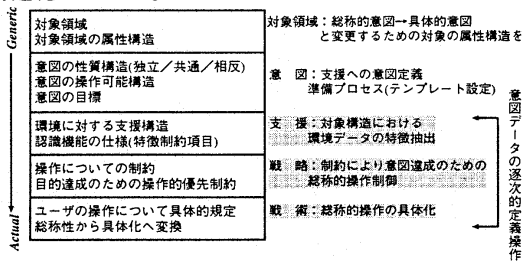 Generic
対象領域
対象領域の属性構造
意図の性質構造(独立／共通／相反)
意図の操作可能構造
意図の目標
環境に対する支援構造
認識機能の仕様(特徴制約項目)
操作についての制約
目的達成のための操作的優先制約
ユーザの操作について具体的規定
総称性から具体化へ変換
Actual
対象領域：総称的意図→具体的意図
と変更するための対象の属性構造を
意　図：支援への意図定義
準備プロセス(テンプレート設定)
支　援：対象構造における
環境データの特徴抽出
戦　略：制約により意図達成のための
総称的操作制御
戦　術：総称的操作の具体化
意図データの逐次的定義操作